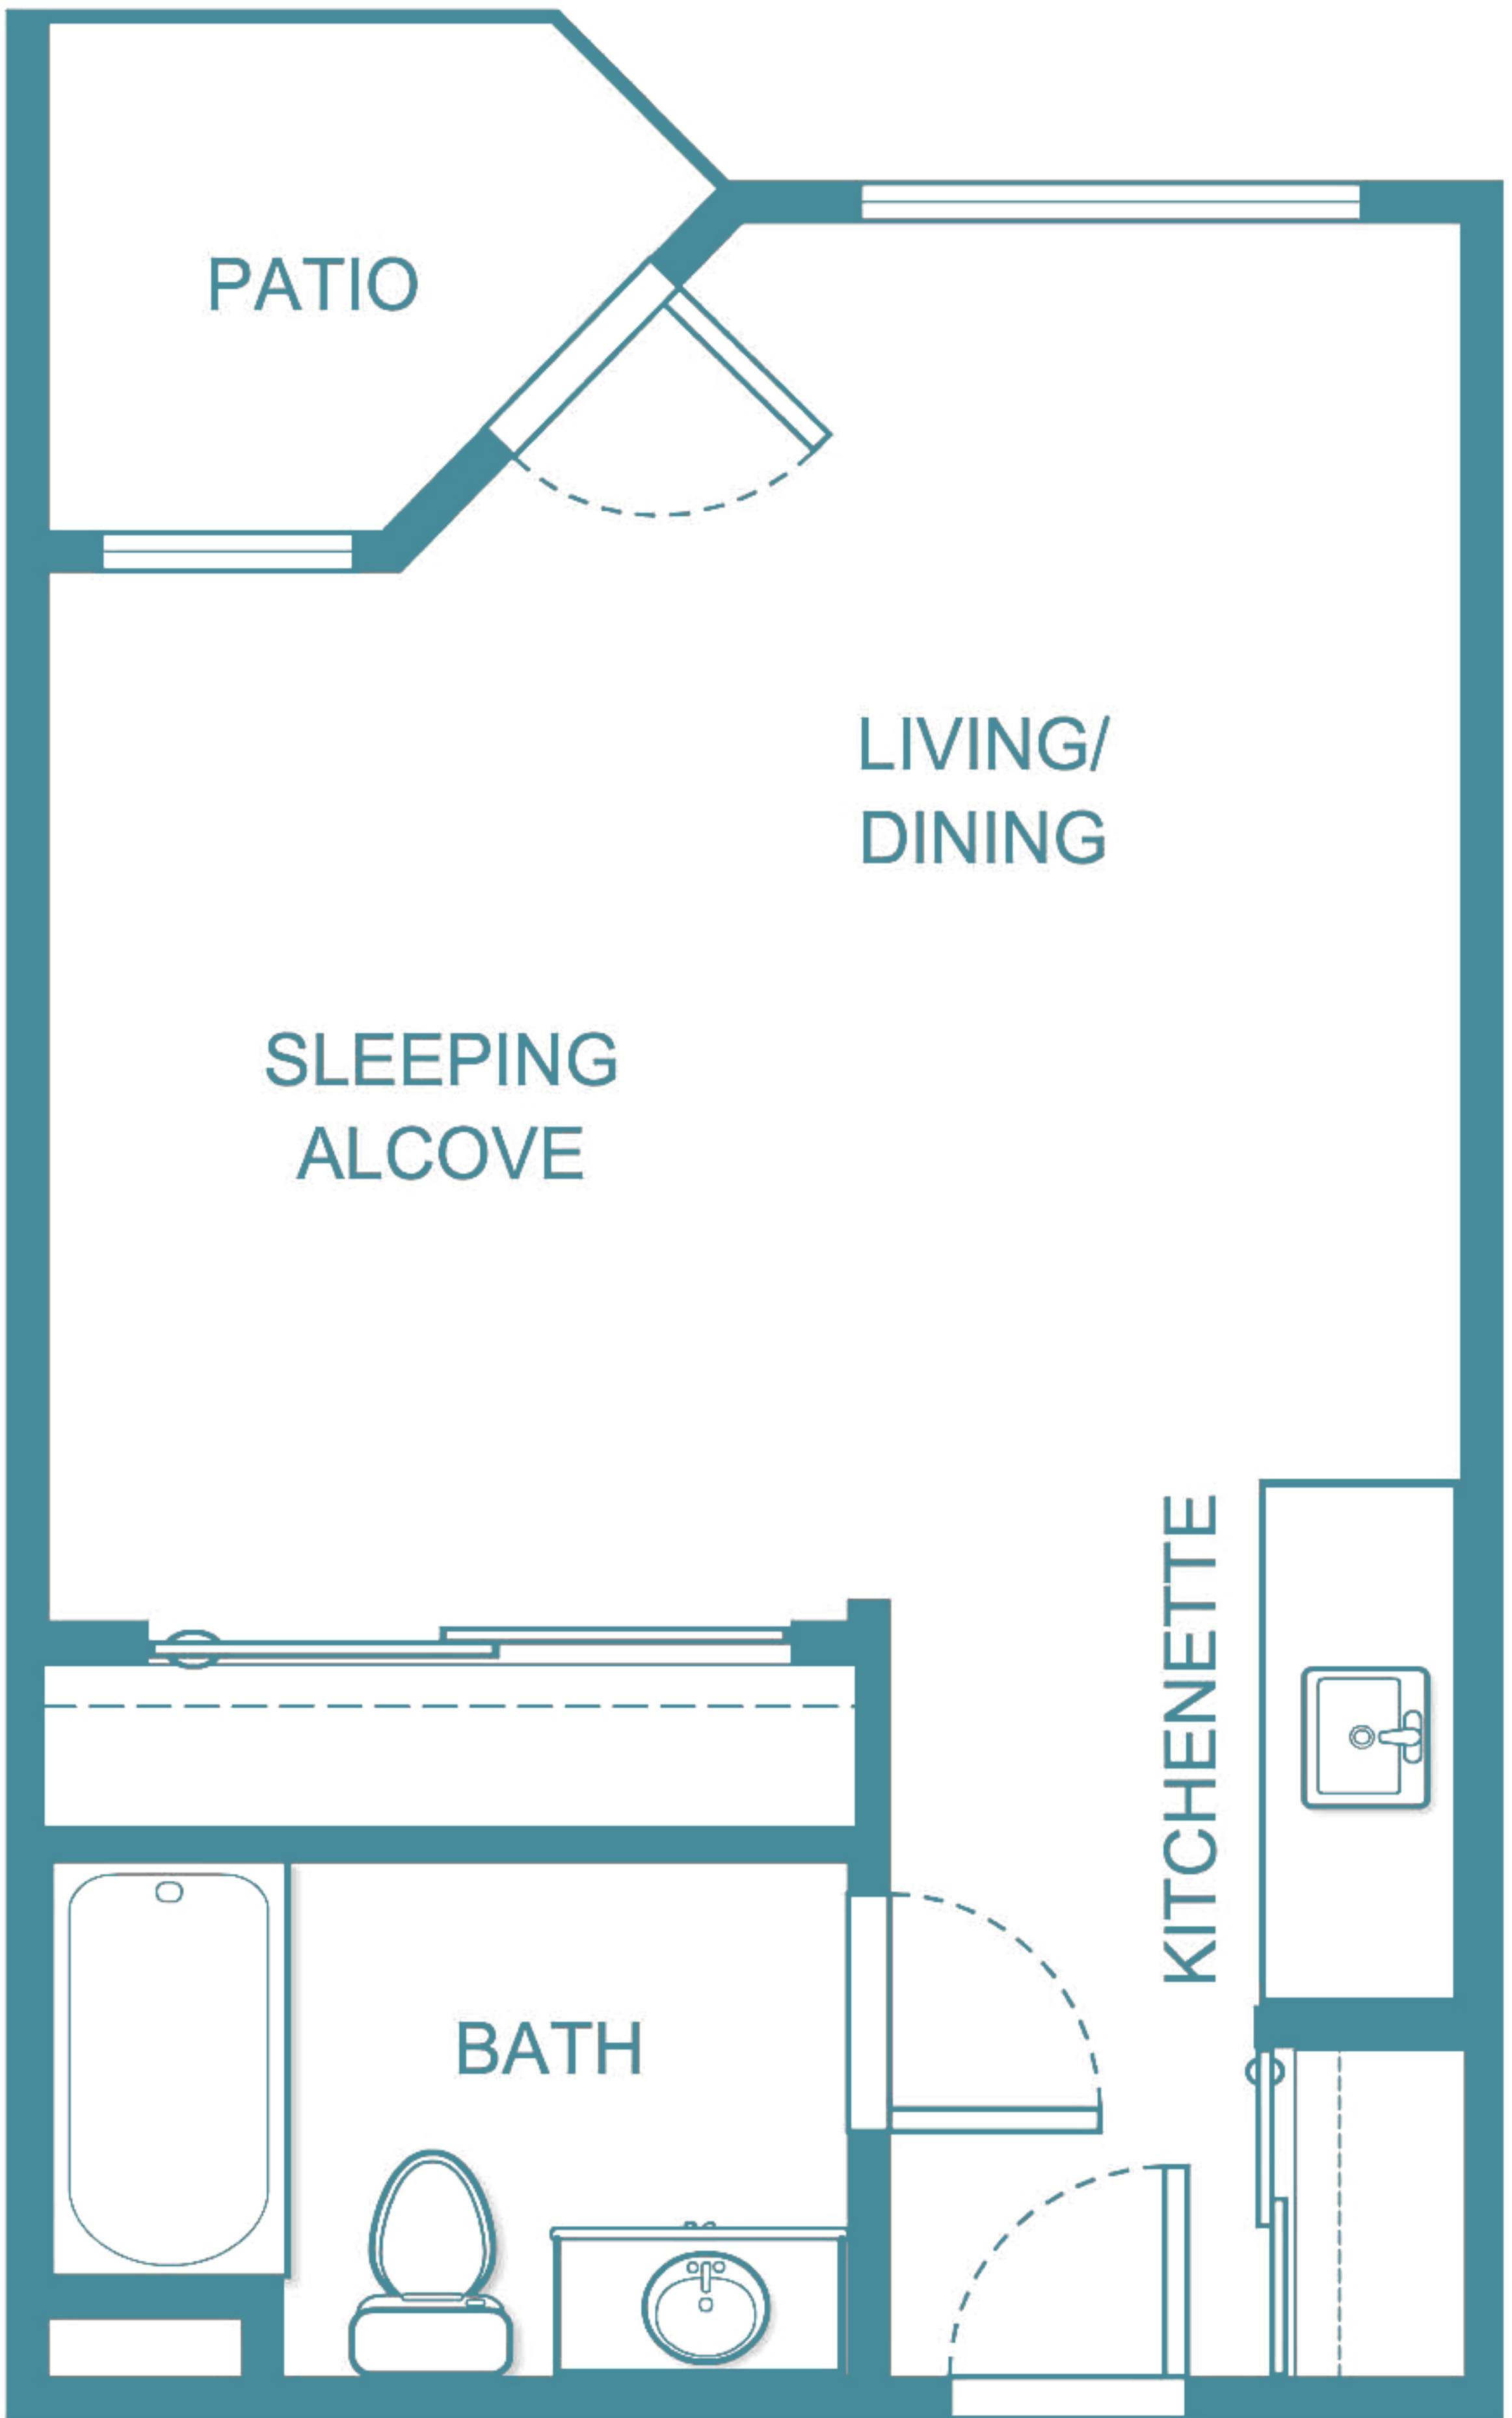 PATIO
LIVING/
DINING
SLEEPING
ALCOVE
KITCHENETTE
BATH